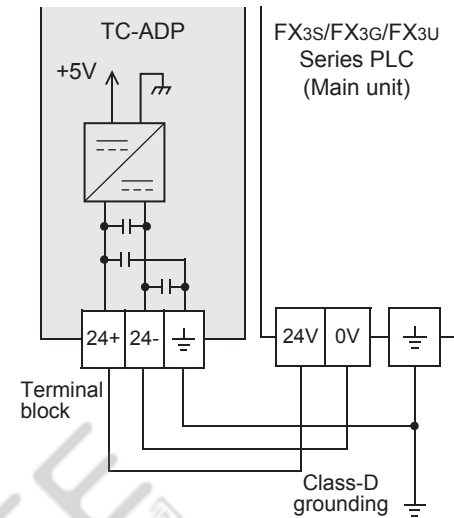 TC-ADP
FX3S/FX3G/FX3U
Series PLC
(Main unit)
+5V
24+ 24-
24V 0V
Terminal
block
Class-D
grounding